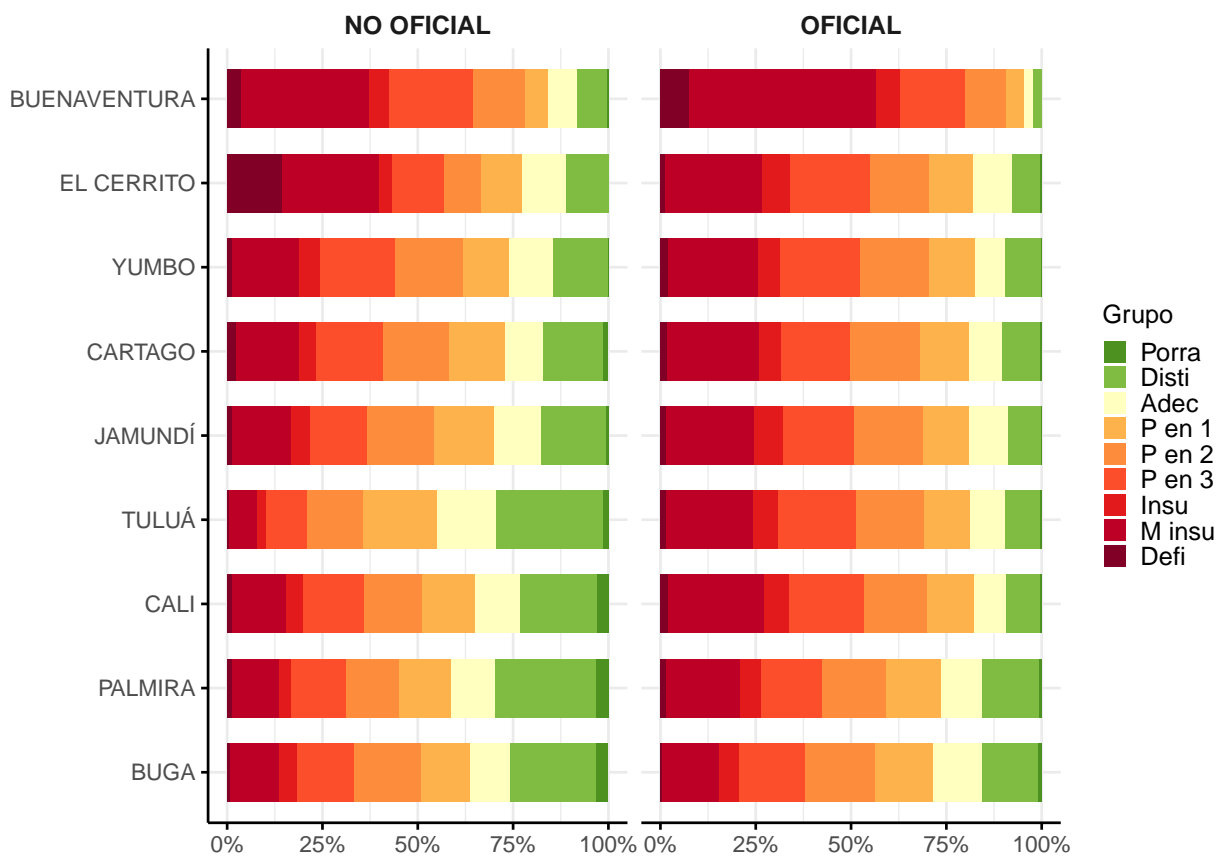 NO OFICIAL
OFICIAL
BUENAVENTURA
EL CERRITO
YUMBO
CARTAGO
JAMUNDÍ
TULUÁ
CALI
PALMIRA
BUGA
0% 25% 50% 75% 100%
0% 25% 50% 75% 100%
Grupo
Porra
Disti
Adec
P en 1
P en 2
P en 3
Insu
M insu
Defi